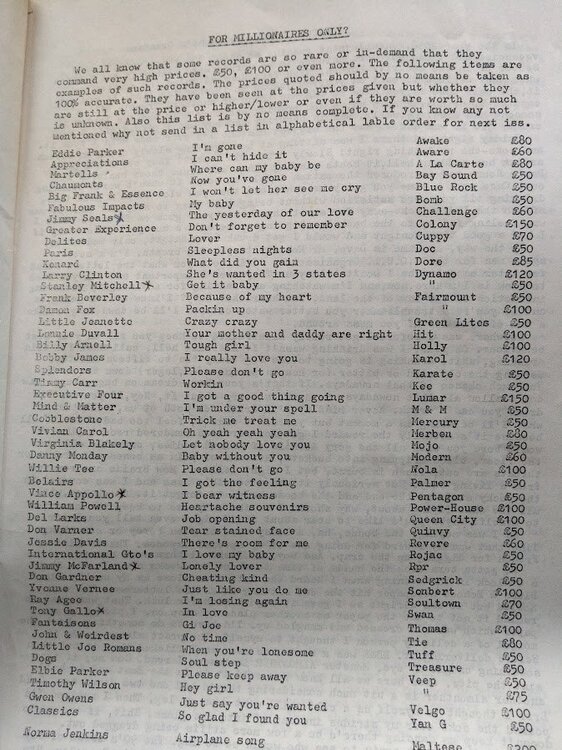 FOR MILLIONAIRES ONLY?
We all know that some records are so rare or in-demand that they
command very high prices. £50, £100 or even more. The following items are
examples of such records. The prices quoted should by no means be taken as
100% accurate. They have been seen at the prices given but whether they
are still at the price or higher/lower or even if they are worth so much
is unknown. Also this list is by no means complete. If you know any not
mentioned why not send in a list in alphabetical lable order for next iss.
Eddie Parker I'm gone Awake £80
Appreciations I can't hide it Aware £60
Martells Where can my baby be A La Carte £80
Chaumonts Now you've gone Bay Sound £50
Big Frank & Essence I won't let her see me cry Blue Rock £50
Fabulous Impacts My baby Bomb £50
Jimmy Seals The yesterday of our love Challenge £60
Greater Experience Don't forget to remember Colony £150
Delites Lover Cuppy £70
Paris Sleepless nights Doc £50
Xenard What did you gain Dore £85
Larry Clinton She's wanted in 3 states Dynamo £120
Stanley Mitchell Get it baby " £50
Frank Beverley Because of my heart Fairmount £50
Damon Fox Packin up " £100
Little Jeanette Crazy crazy Green Lites £50
Lonnie Duvall Your mother and daddy are right Hit £100
Billy Arnell Tough girl Holly £100
Bobby James I really love you Karol £120
Splendors Please don't go Karate £50
Timmy Carr Workin Kee £50
Executive Four I got a good thing going Lumar £150
Mind & Matter I'm under your spell M & M £50
Cobblestone Trick me treat me Mercury £50
Vivian Carol Oh yeah yeah yeah Merben £80
Virginia Blakely Let nobody love you Mojo £50
Danny Monday Baby without you Modern £60
Willie Tee Please don't go Nola £100
Belairs I got the feeling Palmer £50
Vince Appollo I bear witness Pentagon £50
William Powell Heartache souvenirs Power-House £100
Del Larks Job opening Queen City £100
Don Varner Tear stained face Quinvy £50
Jessie Davis There's room for me Revere £60
International Gto's I love my baby Rojac £50
Jimmy McFarland Lonely lover Rpr £50
Don Gardner Cheating kind Sedgrick £50
Yvonne Vernee Just like you do me Sonbert £100
Ray Agee I'm losing again Soultown £70
Tony Gallo In love Swan £50
Fantaisons Gi Joe Thomas £100
John & Weirdest No time Tie £80
Little Joe Romans When you're lonesome Tuff £50
Dogs Soul step Treasure £50
Elbie Parker Please keep away Veep £50
Timothy Wilson Hey girl " £75
Gwen Owens Just say you're wanted Velgo £100
Classics So glad I found you Yan G £50
Norma Jenkins Airplane song Maltese